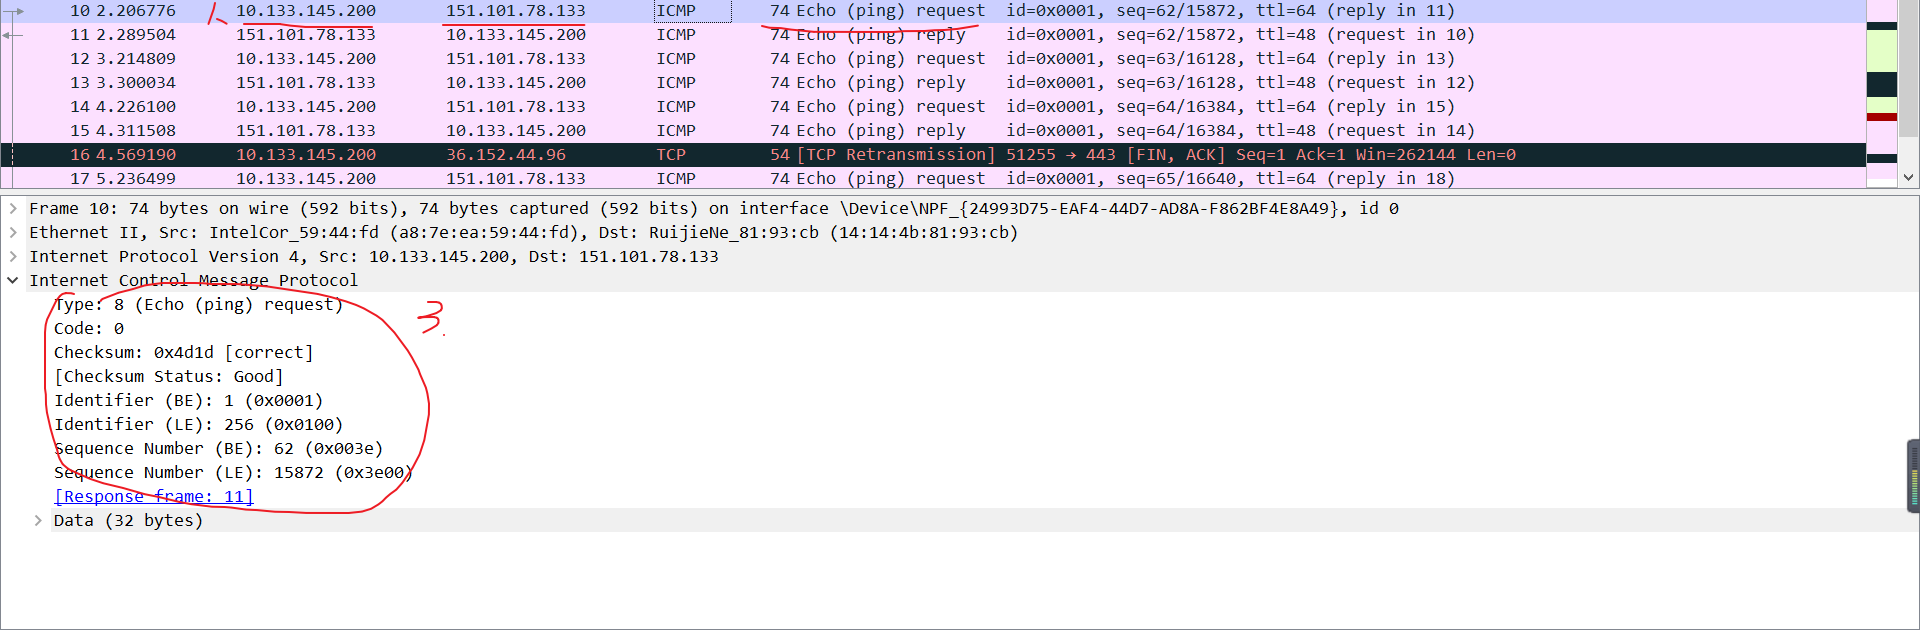 10 2.206776 1. 10.133.145.200 151.101.78.133 ICMP 74 Echo (ping) request id=0x0001, seq=62/15872, ttl=64 (reply in 11)
11 2.289504 151.101.78.133 10.133.145.200 ICMP 74 Echo (ping) reply id=0x0001, seq=62/15872, ttl=48 (request in 10)
12 3.214809 10.133.145.200 151.101.78.133 ICMP 74 Echo (ping) request id=0x0001, seq=63/16128, ttl=64 (reply in 13)
13 3.300034 151.101.78.133 10.133.145.200 ICMP 74 Echo (ping) reply id=0x0001, seq=63/16128, ttl=48 (request in 12)
14 4.226100 10.133.145.200 151.101.78.133 ICMP 74 Echo (ping) request id=0x0001, seq=64/16384, ttl=64 (reply in 15)
15 4.311508 151.101.78.133 10.133.145.200 ICMP 74 Echo (ping) reply id=0x0001, seq=64/16384, ttl=48 (request in 14)
16 4.569190 10.133.145.200 36.152.44.96 TCP 54 [TCP Retransmission] 51255 → 443 [FIN, ACK] Seq=1 Ack=1 Win=262144 Len=0
17 5.236499 10.133.145.200 151.101.78.133 ICMP 74 Echo (ping) request id=0x0001, seq=65/16640, ttl=64 (reply in 18)
Frame 10: 74 bytes on wire (592 bits), 74 bytes captured (592 bits) on interface \Device\NPF_{24993D75-EAF4-44D7-AD8A-F862BF4E8A49}, id 0
Ethernet II, Src: IntelCor_59:44:fd (a8:7e:ea:59:44:fd), Dst: RuijieNe_81:93:cb (14:14:4b:81:93:cb)
Internet Protocol Version 4, Src: 10.133.145.200, Dst: 151.101.78.133
Internet Control Message Protocol
Type: 8 (Echo (ping) request)
3.
Code: 0
Checksum: 0x4d1d [correct]
[Checksum Status: Good]
Identifier (BE): 1 (0x0001)
Identifier (LE): 256 (0x0100)
Sequence Number (BE): 62 (0x003e)
Sequence Number (LE): 15872 (0x3e00)
[Response frame: 11]
Data (32 bytes)